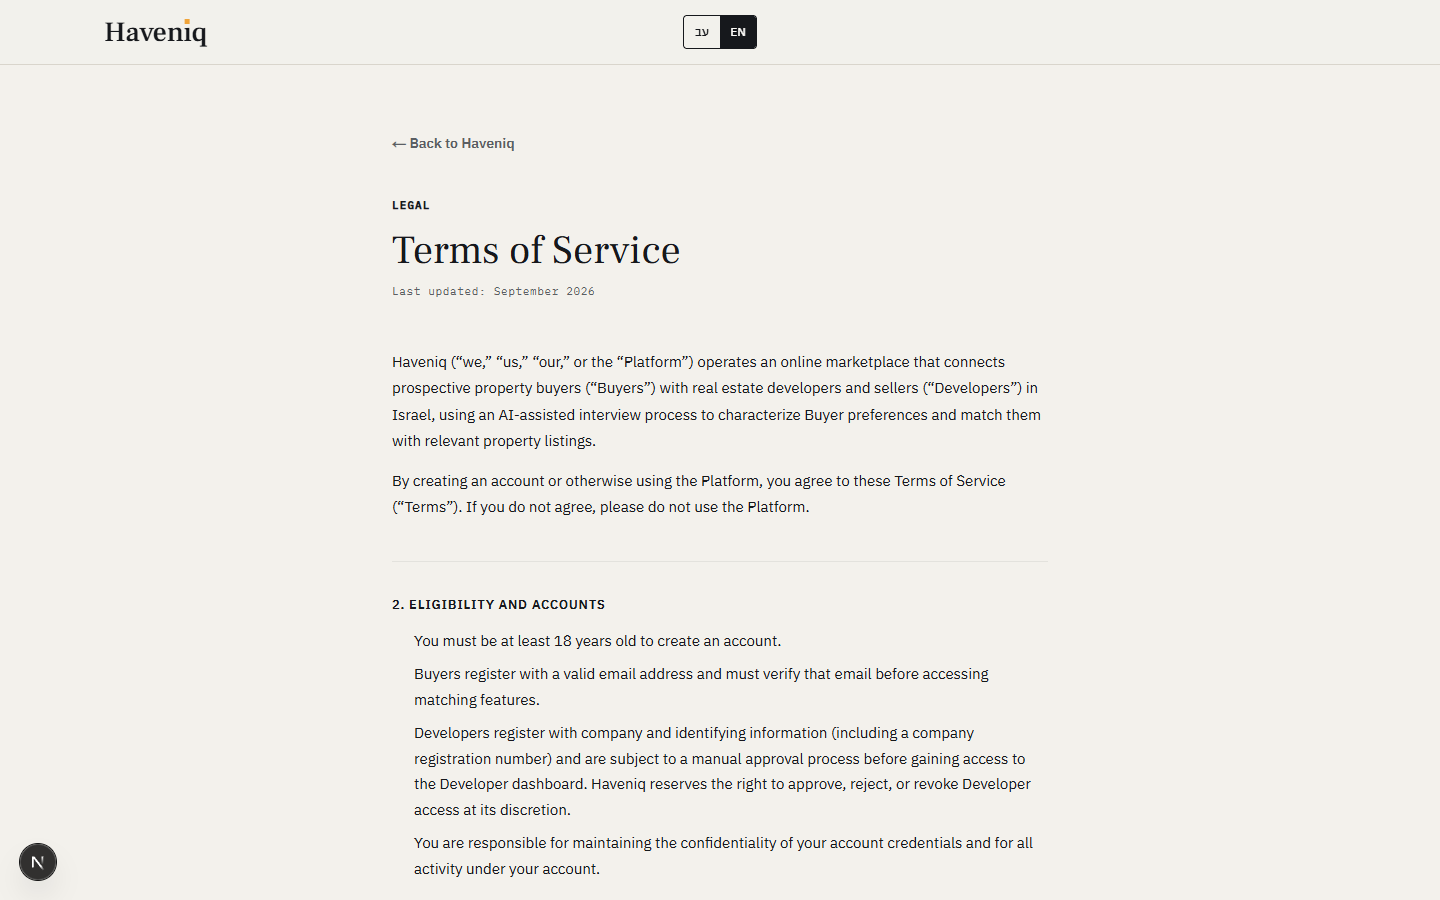 Haveniq
עב EN
← Back to Haveniq
LEGAL
Terms of Service
Last updated: September 2026
Haveniq (“we,” “us,” “our,” or the “Platform”) operates an online marketplace that connects
prospective property buyers (“Buyers”) with real estate developers and sellers (“Developers”) in
Israel, using an AI-assisted interview process to characterize Buyer preferences and match them
with relevant property listings.
By creating an account or otherwise using the Platform, you agree to these Terms of Service
(“Terms”). If you do not agree, please do not use the Platform.
2. ELIGIBILITY AND ACCOUNTS
You must be at least 18 years old to create an account.
Buyers register with a valid email address and must verify that email before accessing
matching features.
Developers register with company and identifying information (including a company
registration number) and are subject to a manual approval process before gaining access to
the Developer dashboard. Haveniq reserves the right to approve, reject, or revoke Developer
access at its discretion.
You are responsible for maintaining the confidentiality of your account credentials and for all
activity under your account.
N